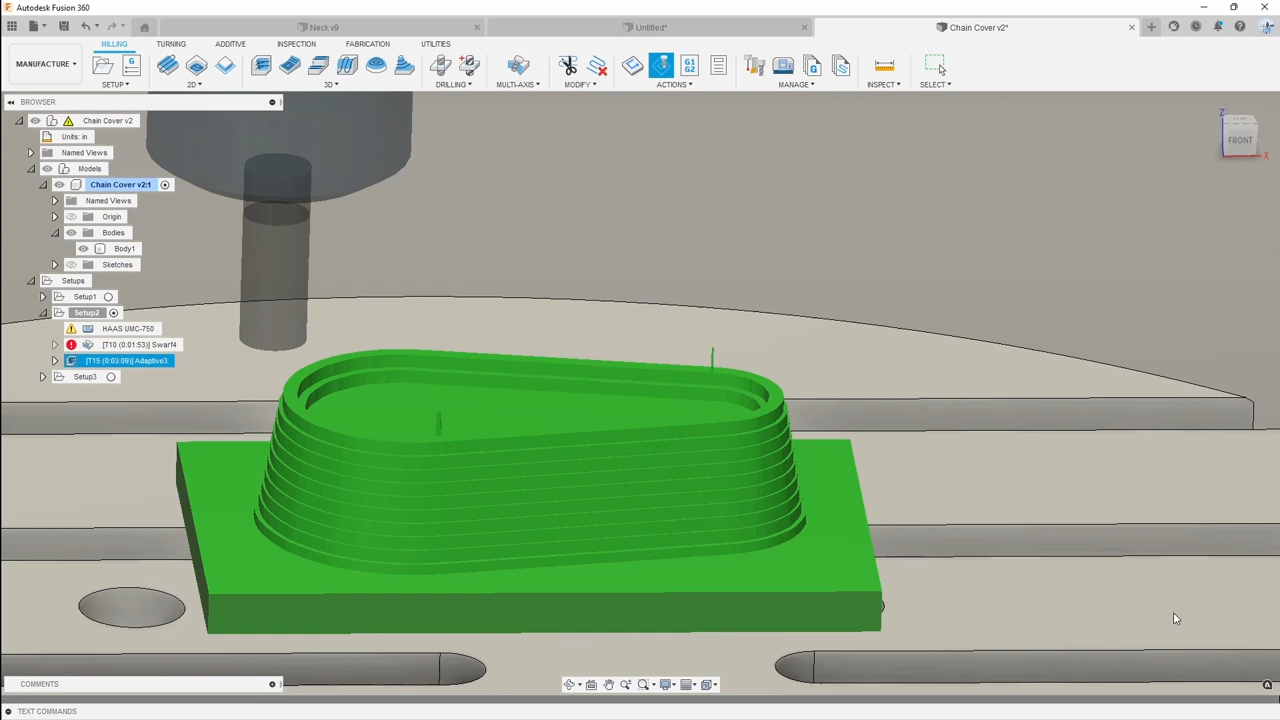 Autodesk Fusion 360
Neck v9
Untitled*
Chain Cover v2*
MILLING
TURNING
ADDITIVE
INSPECTION
FABRICATION
UTILITIES
MANUFACTURE
SETUP
2D
3D
DRILLING
MULTI-AXIS
MODIFY
ACTIONS
MANAGE
INSPECT
SELECT
G1
G2
BROWSER
Chain Cover v2
Units: in
Named Views
Models
Chain Cover v2:1
Named Views
Origin
Bodies
Body1
Sketches
Setups
Setup1
Setup2
HAAS UMC-750
[T10 (0:01:53)] Swarf4
[T15 (0:03:09)] Adaptive3
Setup3
Z
FRONT
X
COMMENTS
TEXT COMMANDS